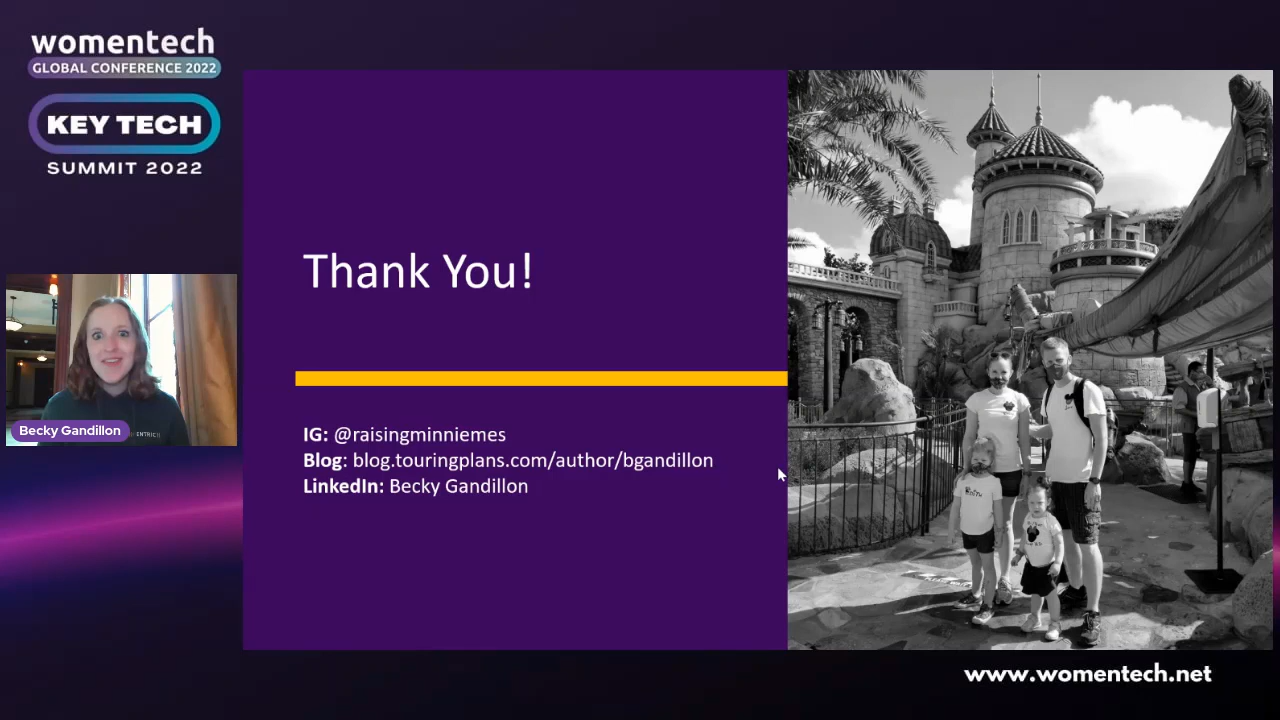 womentech
GLOBAL CONFERENCE 2022
KEY TECH
SUMMIT 2022
Becky Gandillon
Thank You!
IG: @raisingminniemes
Blog: blog.touringplans.com/author/bgandillon
LinkedIn: Becky Gandillon
www.womentech.net